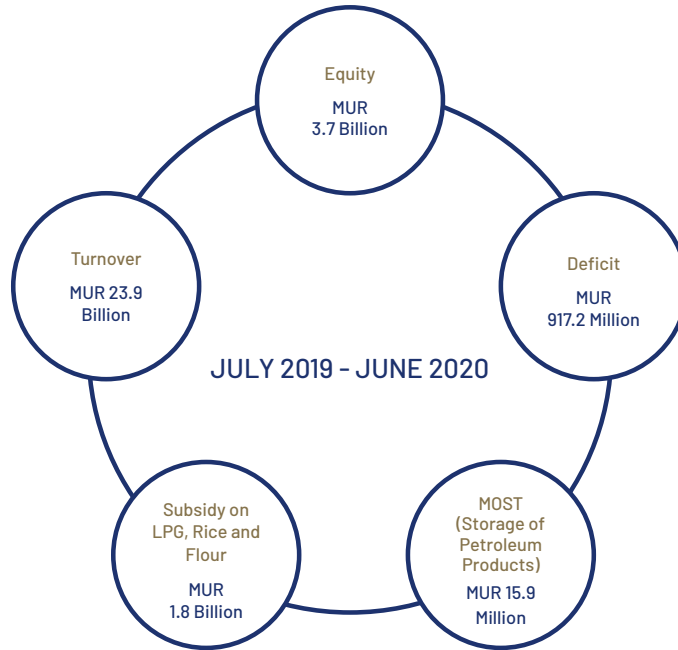 Equity
MUR
3.7 Billion
Turnover
MUR 23.9
Billion
Deficit
MUR
917.2 Million
JULY 2019 - JUNE 2020
Subsidy on
LPG, Rice and
Flour
MUR
1.8 Billion
MOST
(Storage of
Petroleum
Products)
MUR 15.9
Million